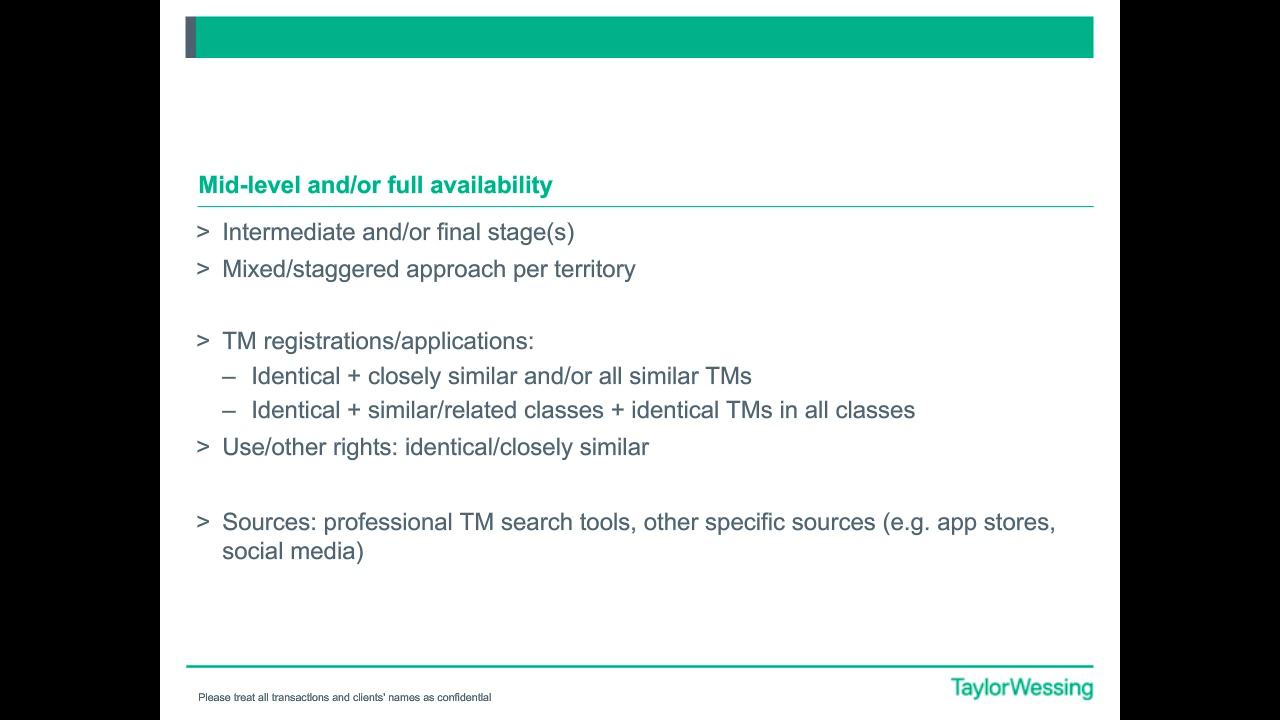 Mid-level and/or full availability
> Intermediate and/or final stage(s)
> Mixed/staggered approach per territory
> TM registrations/applications:
– Identical + closely similar and/or all similar TMs
– Identical + similar/related classes + identical TMs in all classes
> Use/other rights: identical/closely similar
> Sources: professional TM search tools, other specific sources (e.g. app stores,
social media)
Please treat all transactions and clients' names as confidential
TaylorWessing